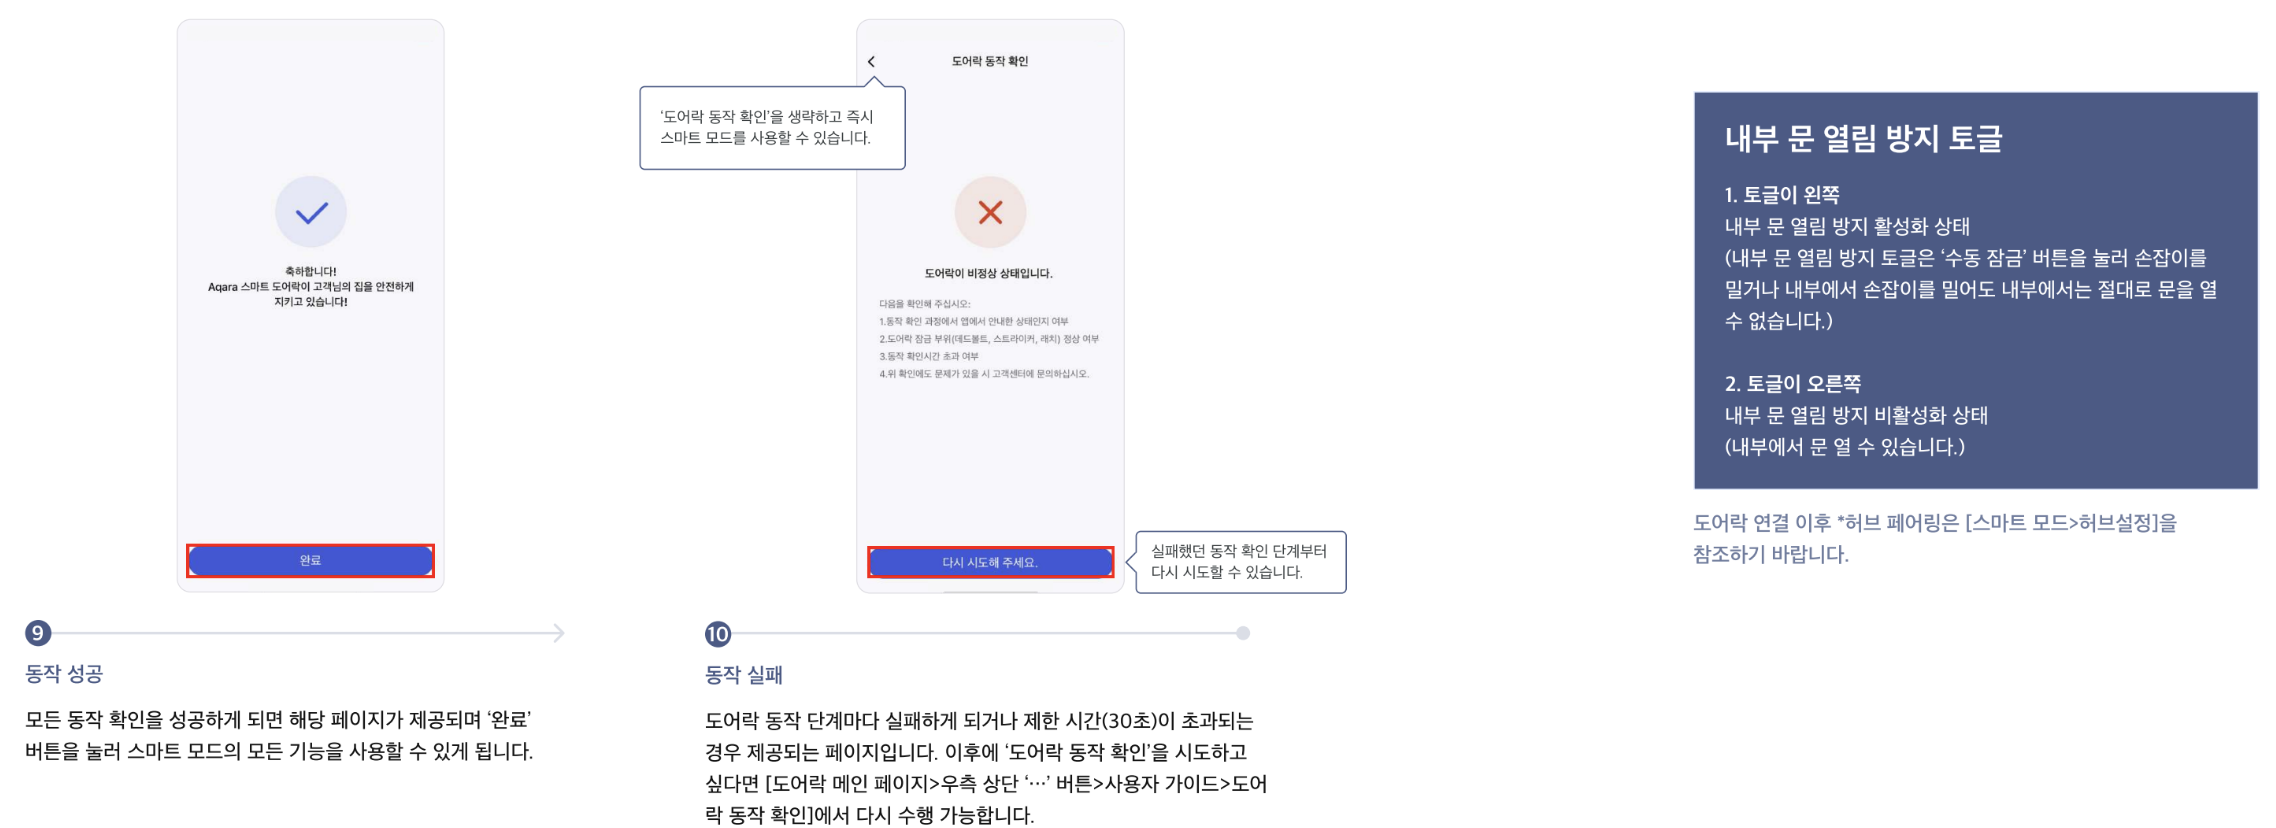 축하합니다!
Aqara 스마트 도어락이 고객님의 집을 안전하게
지키고 있습니다!
완료
9
동작 성공
모든 동작 확인을 성공하게 되면 해당 페이지가 제공되며 ‘완료’
버튼을 눌러 스마트 모드의 모든 기능을 사용할 수 있게 됩니다.
도어락 동작 확인
‘도어락 동작 확인’을 생략하고 즉시
스마트 모드를 사용할 수 있습니다.
도어락이 비정상 상태입니다.
다음을 확인해 주십시오:
1.동작 확인 과정에서 앱에서 안내한 상태인지 여부
2.도어락 잠금 부위(데드볼트, 스트라이커, 래치) 정상 여부
3.동작 확인시간 초과 여부
4.위 확인에도 문제가 있을 시 고객센터에 문의하십시오.
다시 시도해 주세요.
실패했던 동작 확인 단계부터
다시 시도할 수 있습니다.
10
동작 실패
도어락 동작 단계마다 실패하게 되거나 제한 시간(30초)이 초과되는
경우 제공되는 페이지입니다. 이후에 ‘도어락 동작 확인’을 시도하고
싶다면 [도어락 메인 페이지>우측 상단 ‘…’ 버튼>사용자 가이드>도어
락 동작 확인]에서 다시 수행 가능합니다.
내부 문 열림 방지 토글
1. 토글이 왼쪽
내부 문 열림 방지 활성화 상태
(내부 문 열림 방지 토글은 ‘수동 잠금’ 버튼을 눌러 손잡이를
밀거나 내부에서 손잡이를 밀어도 내부에서는 절대로 문을 열
수 없습니다.)
2. 토글이 오른쪽
내부 문 열림 방지 비활성화 상태
(내부에서 문 열 수 있습니다.)
도어락 연결 이후 *허브 페어링은 [스마트 모드>허브설정]을
참조하기 바랍니다.